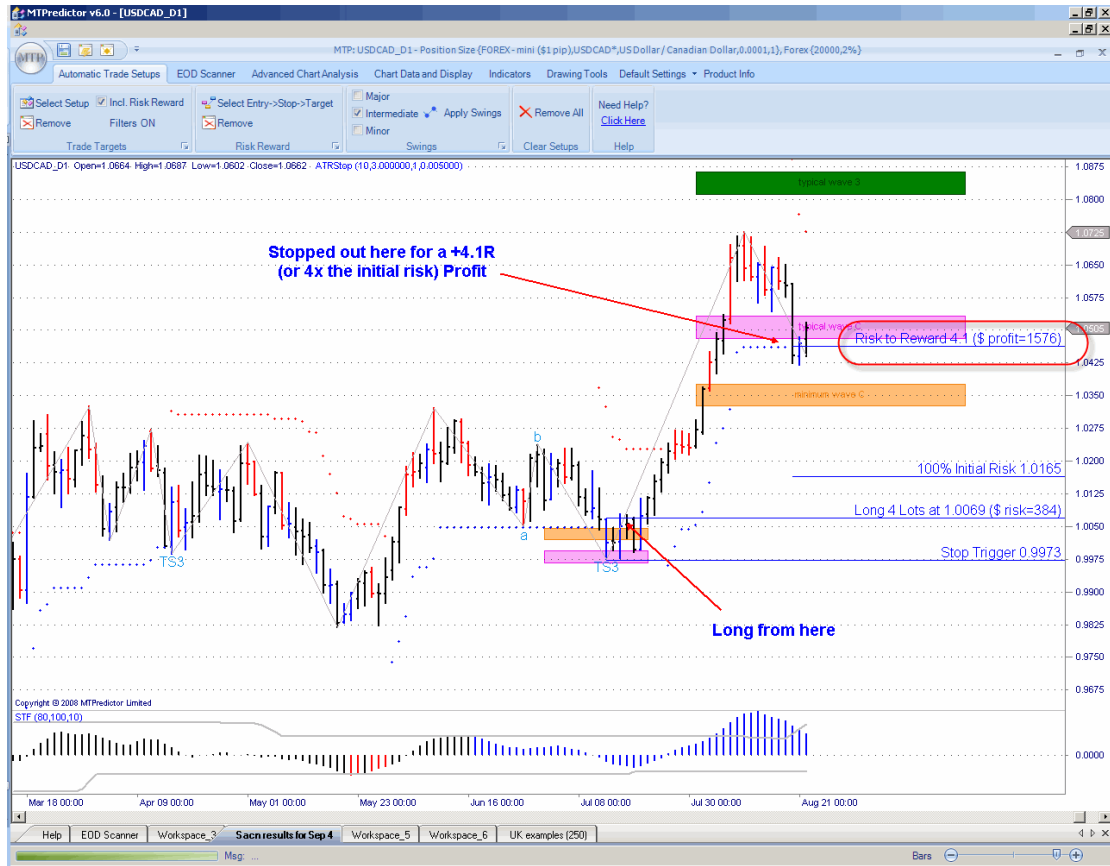 MTPredictor v6.0 - [USDCAD_D1]
MTP: USDCAD_D1 - Position Size {FOREX - mini ($1 pip),USDCAD*,US Dollar / Canadian Dollar,0.0001,1}, Forex {20000,2%}
MTP
Automatic Trade Setups EOD Scanner Advanced Chart Analysis Chart Data and Display Indicators Drawing Tools Default Settings Product Info
Select Setup Incl. Risk Reward
Remove Filters ON
Trade Targets
Select Entry->Stop->Target
Remove
Risk Reward
Major
Intermediate Apply Swings
Minor
Swings
Remove All
Clear Setups
Need Help?
Click Here
Help
USDCAD_D1 Open=1.0664 High=1.0687 Low=1.0602 Close=1.0662 ATRStop (10,3.000000,1,0.005000)
1.0875
typical wave 3
1.0800
1.0725
Stopped out here for a +4.1R
(or 4x the initial risk) Profit
1.0650
1.0575
typical wave C
1.0505
Risk to Reward 4.1 ($ profit=1576)
1.0425
minimum wave C
1.0350
1.0275
b
1.0200
100% Initial Risk 1.0165
1.0125
Long 4 Lots at 1.0069 ($ risk=384)
a
1.0050
Stop Trigger 0.9973
TS3
TS3
0.9975
0.9900
Long from here
0.9825
0.9750
0.9675
Copyright © 2008 MTPredictor Limited
STF (80,100,10)
0.0000
Mar 18 00:00 Apr 09 00:00 May 01 00:00 May 23 00:00 Jun 16 00:00 Jul 08 00:00 Jul 30 00:00 Aug 21 00:00
Help EOD Scanner Workspace_3 Sacn results for Sep 4 Workspace_5 Workspace_6 UK examples (250)
Msg: ... Bars